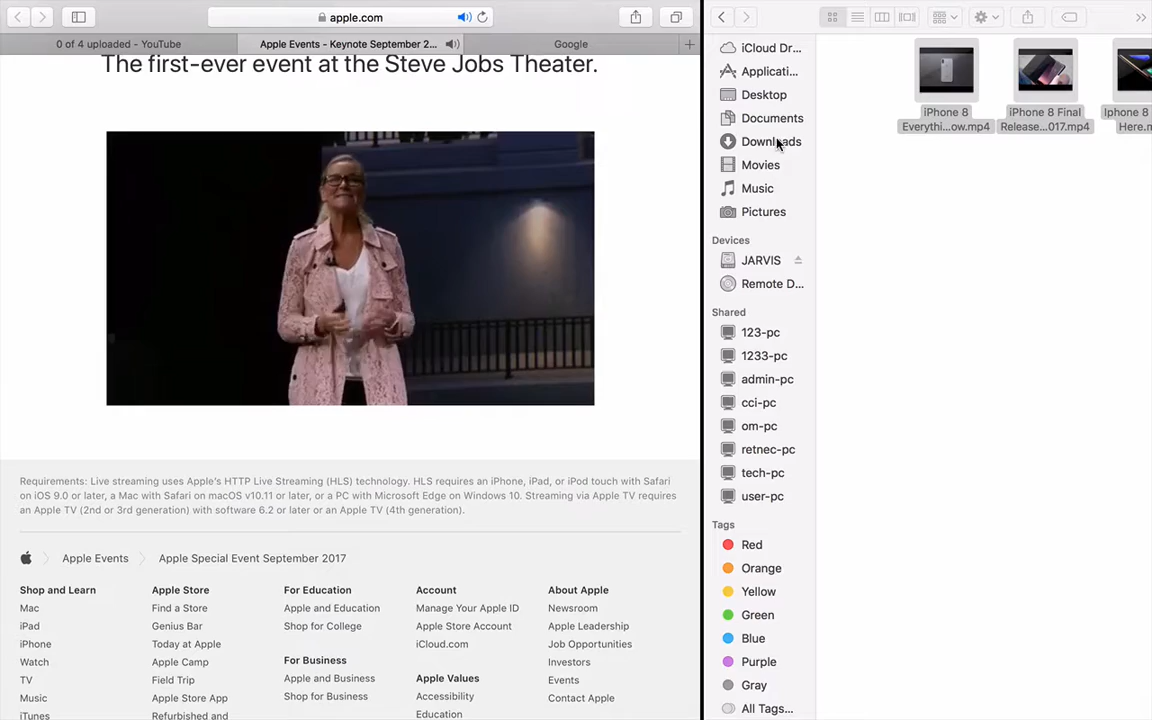 apple.com
0 of 4 uploaded - YouTube
Apple Events - Keynote September 2...
Google
The first-ever event at the Steve Jobs Theater.
Requirements: Live streaming uses Apple's HTTP Live Streaming (HLS) technology. HLS requires an iPhone, iPad, or iPod touch with Safari
on iOS 9.0 or later, a Mac with Safari on macOS v10.11 or later, or a PC with Microsoft Edge on Windows 10. Streaming via Apple TV requires
an Apple TV (2nd or 3rd generation) with software 6.2 or later or an Apple TV (4th generation).
Apple Events
Apple Special Event September 2017
Shop and Learn
Mac
iPad
iPhone
Watch
TV
Music
iTunes
Apple Store
Find a Store
Genius Bar
Today at Apple
Apple Camp
Field Trip
Apple Store App
Refurbished and
For Education
Apple and Education
Shop for College
For Business
Apple and Business
Shop for Business
Account
Manage Your Apple ID
Apple Store Account
iCloud.com
Apple Values
Accessibility
Education
About Apple
Newsroom
Apple Leadership
Job Opportunities
Investors
Events
Contact Apple
iCloud Dr...
Applicati...
Desktop
Documents
Downloads
Movies
Music
Pictures
Devices
JARVIS
Remote D...
Shared
123-pc
1233-pc
admin-pc
cci-pc
om-pc
retnec-pc
tech-pc
user-pc
Tags
Red
Orange
Yellow
Green
Blue
Purple
Gray
All Tags...
iPhone 8
Everythi...ow.mp4
iPhone 8 Final
Release...017.mp4
Iphone 8
Here.m